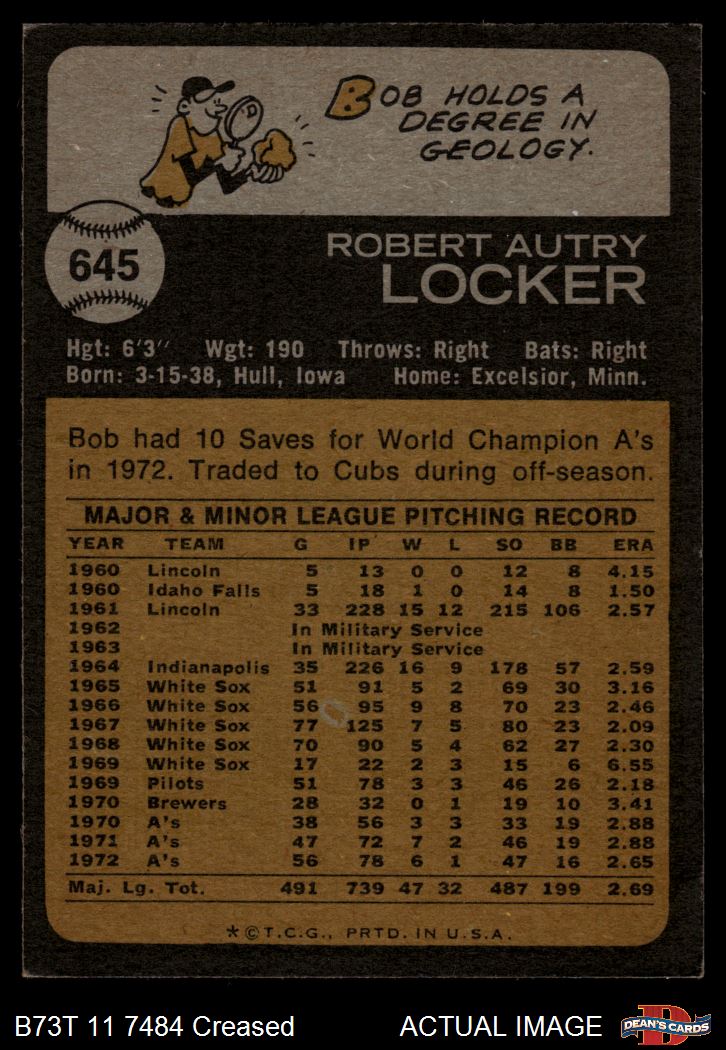 BOB HOLDS A
DEGREE IN
GEOLOGY.
645
ROBERT AUTRY
LOCKER
Hgt: 6'3" Wgt: 190 Throws: Right Bats: Right
Born: 3-15-38, Hull, Iowa Home: Excelsior, Minn.
Bob had 10 Saves for World Champion A's
in 1972. Traded to Cubs during off-season.
MAJOR & MINOR LEAGUE PITCHING RECORD
YEAR TEAM G IP W L SO BB ERA
1960 Lincoln 5 13 0 0 12 8 4.15
1960 Idaho Falls 5 18 1 0 14 8 1.50
1961 Lincoln 33 228 15 12 215 106 2.57
1962 In Military Service
1963 In Military Service
1964 Indianapolis 35 226 16 9 178 57 2.59
1965 White Sox 51 91 5 2 69 30 3.16
1966 White Sox 56 95 9 8 70 23 2.46
1967 White Sox 77 125 7 5 80 23 2.09
1968 White Sox 70 90 5 4 62 27 2.30
1969 White Sox 17 22 2 3 15 6 6.55
1969 Pilots 51 78 3 3 46 26 2.18
1970 Brewers 28 32 0 1 19 10 3.41
1970 A's 38 56 3 3 33 19 2.88
1971 A's 47 72 7 2 46 19 2.88
1972 A's 56 78 6 1 47 16 2.65
Maj. Lg. Tot. 491 739 47 32 487 199 2.69
*©T.C.G., PRTD. IN U.S.A.
B73T 11 7484 Creased ACTUAL IMAGE
DEAN'S CARDS